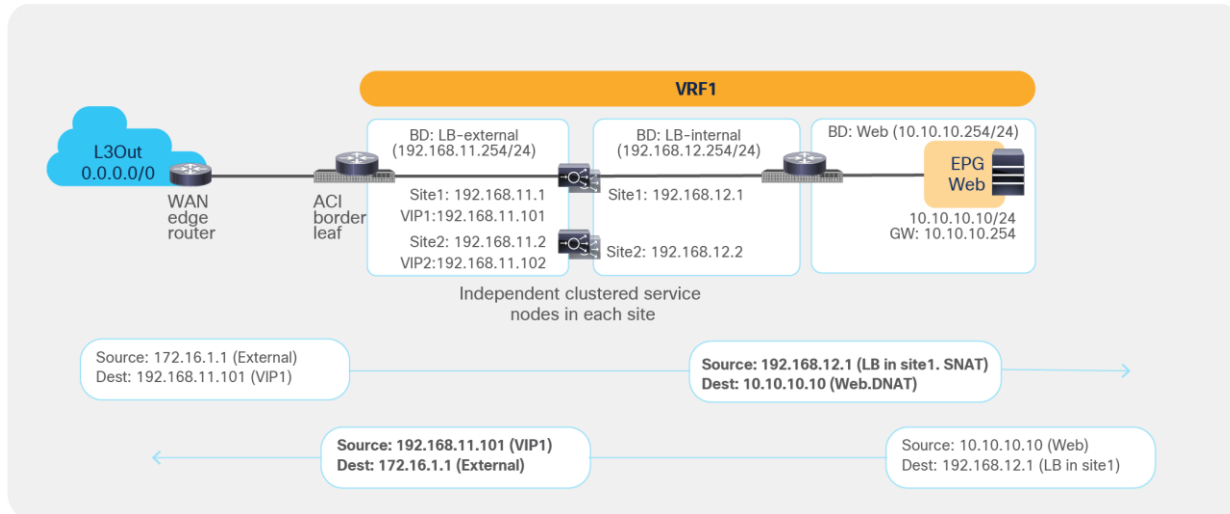 VRF1
L3Out
0.0.0.0/0
WAN
edge
router
ACI
border
leaf
BD: LB-external
(192.168.11.254/24)
Site1: 192.168.11.1
VIP1:192.168.11.101
Site2: 192.168.11.2
VIP2:192.168.11.102
BD: LB-internal
(192.168.12.254/24)
Site1: 192.168.12.1
Site2: 192.168.12.2
BD: Web (10.10.10.254/24)
EPG
Web
10.10.10.10/24
GW: 10.10.10.254
Independent clustered service
nodes in each site
Source: 172.16.1.1 (External)
Dest: 192.168.11.101 (VIP1)
Source: 192.168.12.1 (LB in site1. SNAT)
Dest: 10.10.10.10 (Web.DNAT)
Source: 192.168.11.101 (VIP1)
Dest: 172.16.1.1 (External)
Source: 10.10.10.10 (Web)
Dest: 192.168.12.1 (LB in site1)